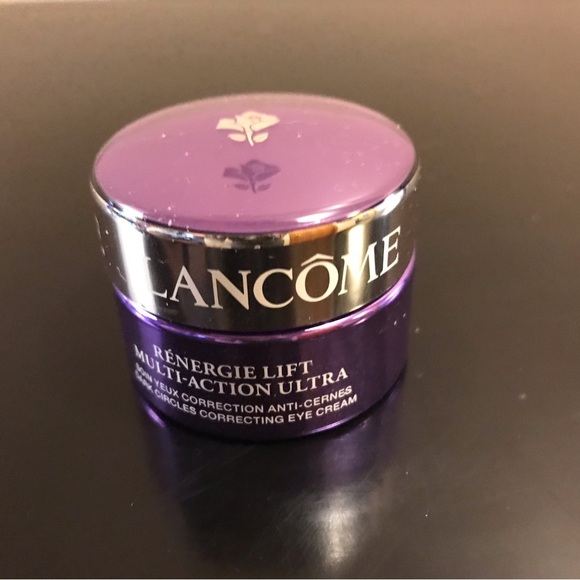 LANCÔME
RÉNERGIE LIFT
MULTI-ACTION ULTRA
SOIN YEUX CORRECTION ANTI-CERNES
DARK CIRCLES CORRECTING EYE CREAM